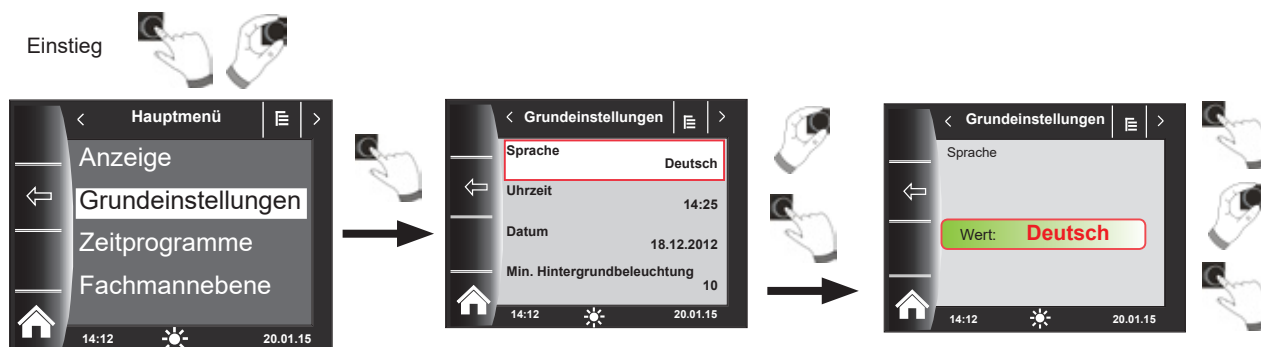 Einstieg
Hauptmenü
Anzeige
Grundeinstellungen
Zeitprogramme
Fachmannebene
14:12 20.01.15
Grundeinstellungen
Sprache
Deutsch
Uhrzeit
14:25
Datum
18.12.2012
Min. Hintergrundbeleuchtung
10
14:12 20.01.15
Grundeinstellungen
Sprache
Wert: Deutsch
14:12 20.01.15